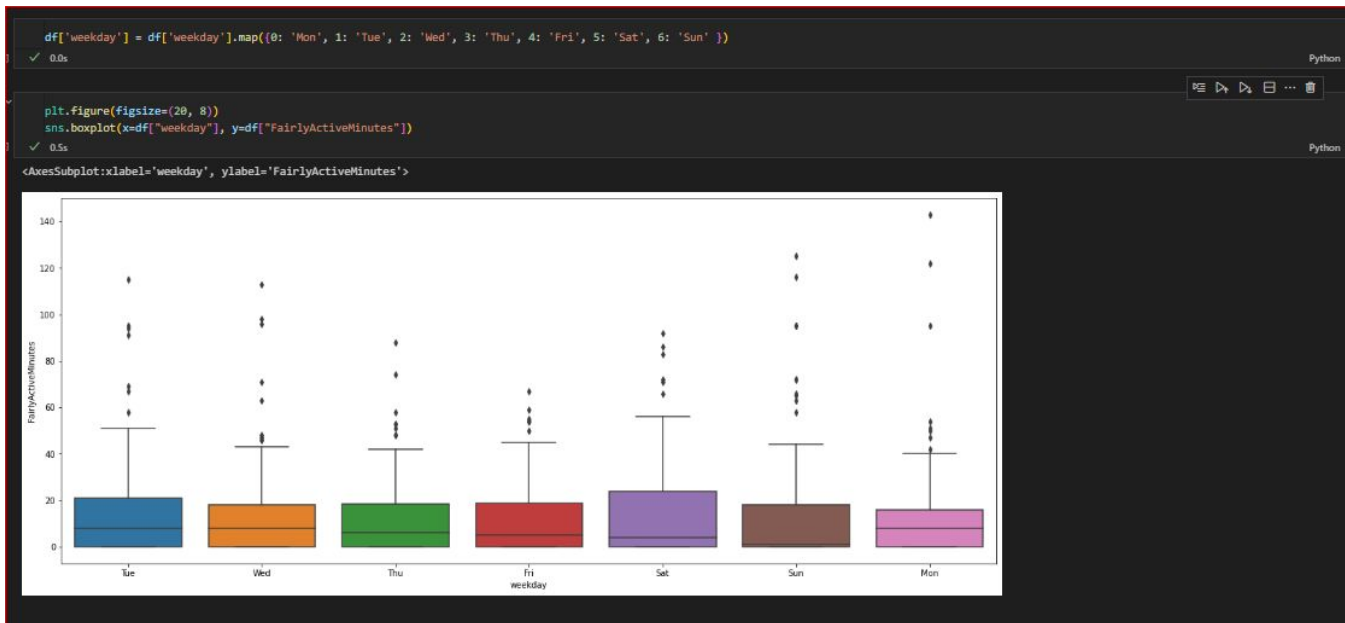 df['weekday'] = df['weekday'].map({0: 'Mon', 1: 'Tue', 2: 'Wed', 3: 'Thu', 4: 'Fri', 5: 'Sat', 6: 'Sun' })
0.0s
Python
plt.figure(figsize=(20, 8))
sns.boxplot(x=df["weekday"], y=df["FairlyActiveMinutes"])
0.5s
Python
<AxesSubplot:xlabel='weekday', ylabel='FairlyActiveMinutes'>
140
120
100
80
60
40
20
0
FairlyActiveMinutes
Tue Wed Thu Fri Sat Sun Mon
weekday